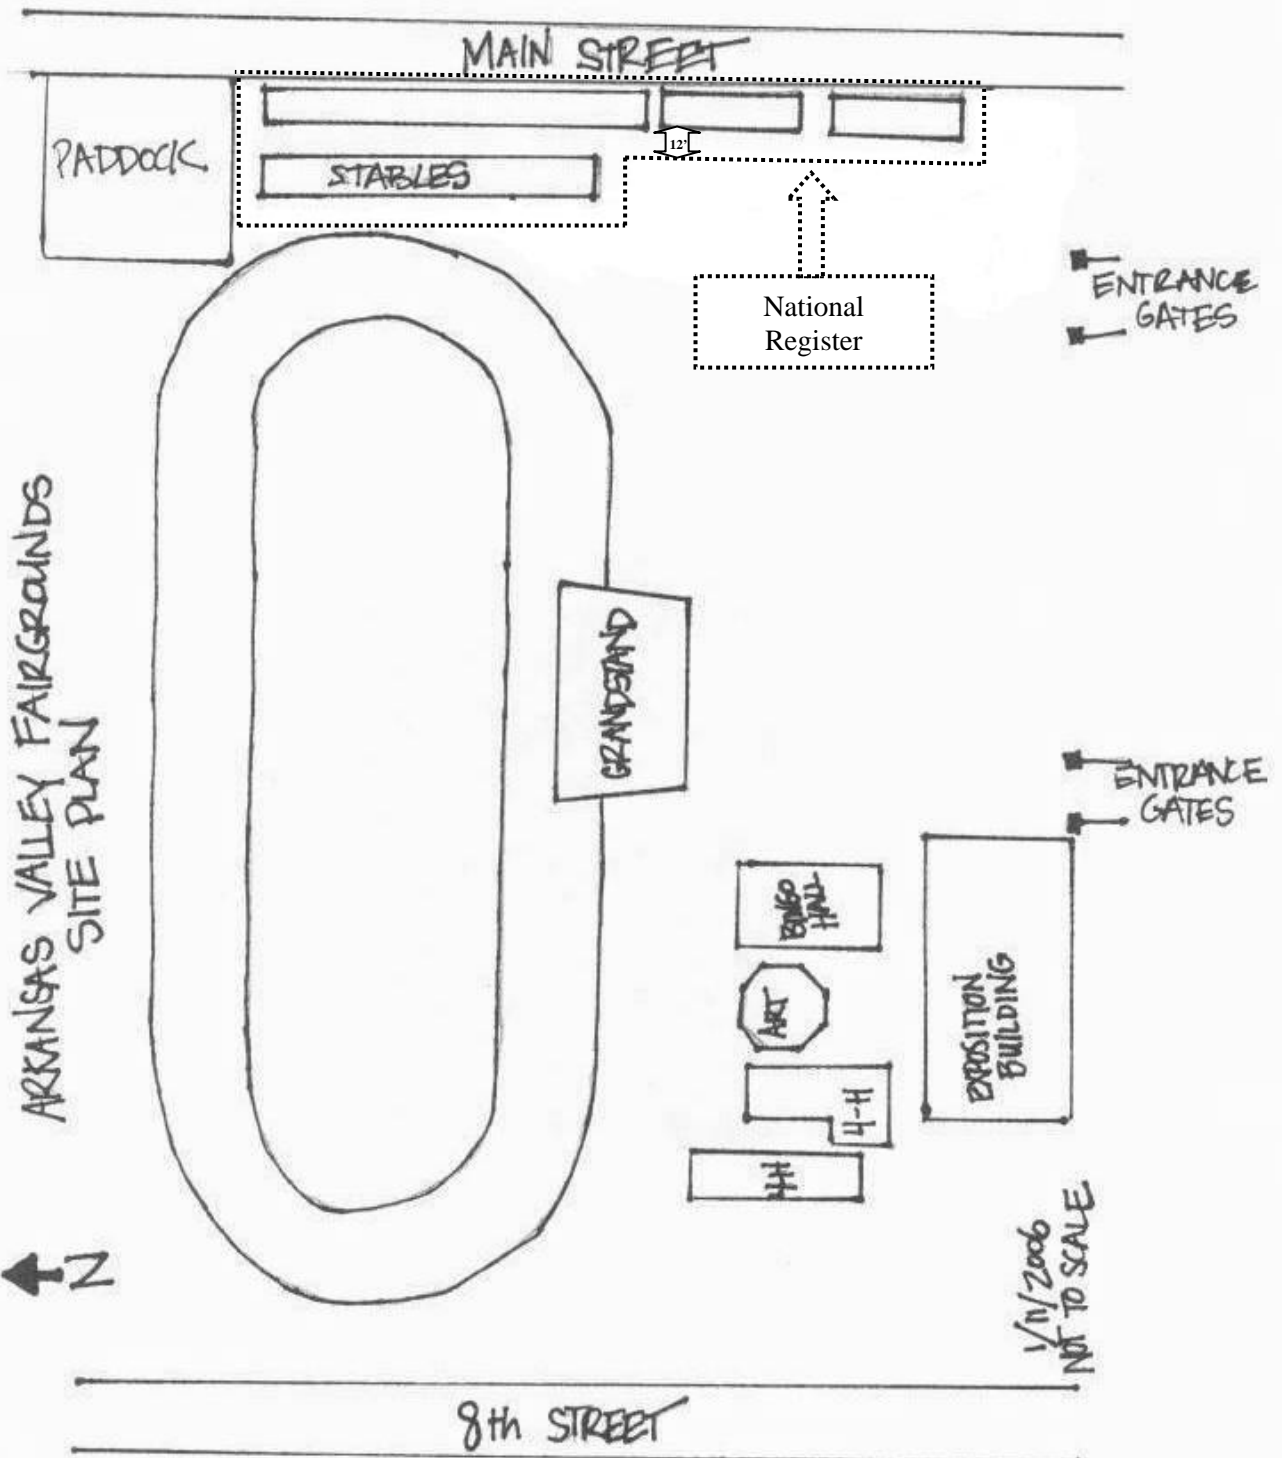 MAIN STREET
PADDOCK
12'
STABLES
National
Register
ENTRANCE
GATES
ARKANSAS VALLEY FAIRGROUNDS
SITE PLAN
GRANDSTAND
ENTRANCE
GATES
BINGO
HALL
ART
EXPOSITION
BUILDING
4-H
4-H
N
1/11/2006
NOT TO SCALE
8th STREET